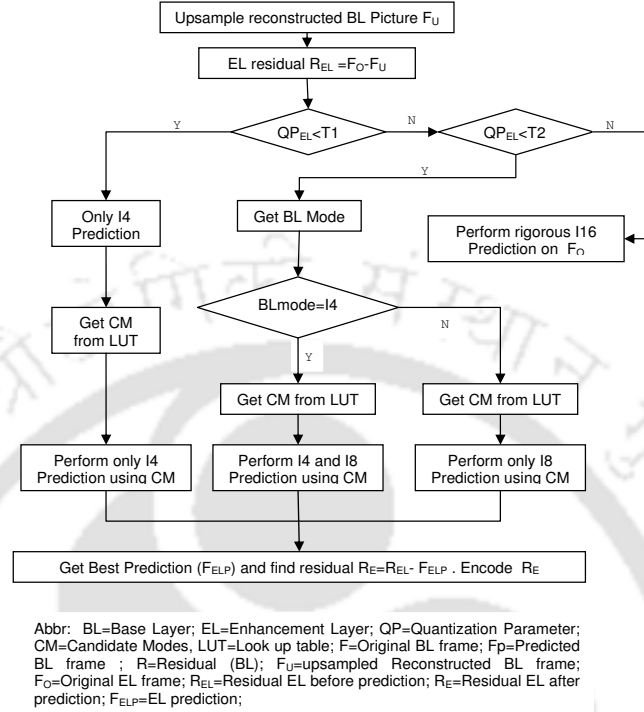 Upsample reconstructed BL Picture FU
EL residual REL =FO-FU
QPEL<T1
N
QPEL<T2
N
Y
Y
Only I4
Prediction
Get BL Mode
Perform rigorous I16
Prediction on FO
BLmode=I4
Get CM
from LUT
N
Y
Get CM from LUT
Get CM from LUT
Perform only I4
Prediction using CM
Perform I4 and I8
Prediction using CM
Perform only I8
Prediction using CM
Get Best Prediction (FELP) and find residual RE=REL- FELP . Encode RE
Abbr: BL=Base Layer; EL=Enhancement Layer; QP=Quantization Parameter;
CM=Candidate Modes, LUT=Look up table; F=Original BL frame; Fp=Predicted
BL frame ; R=Residual (BL); FU=upsampled Reconstructed BL frame;
FO=Original EL frame; REL=Residual EL before prediction; RE=Residual EL after
prediction; FELP=EL prediction;